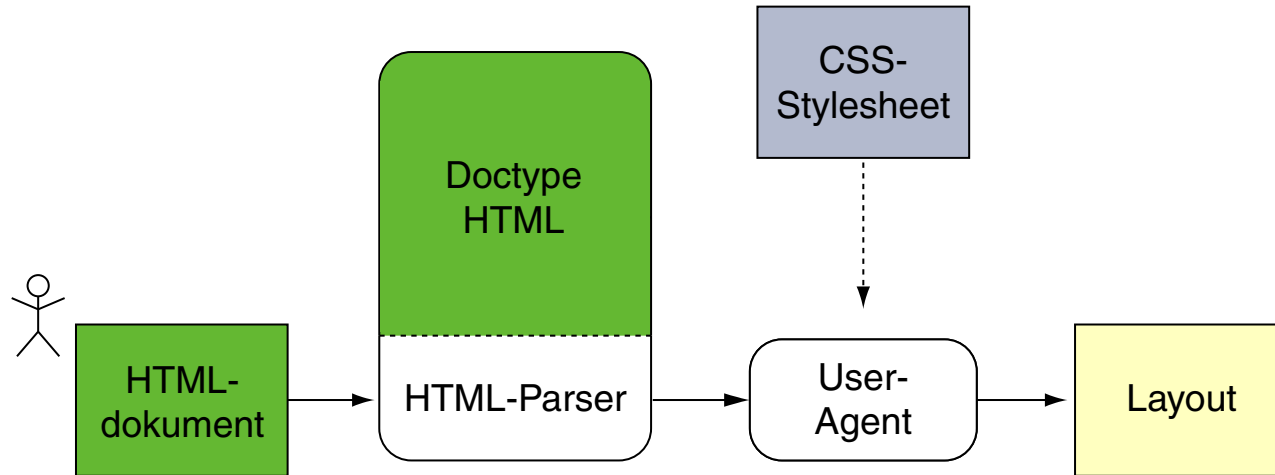 CSS-
Stylesheet
Doctype
HTML
HTML-
dokument
HTML-Parser
User-
Agent
Layout